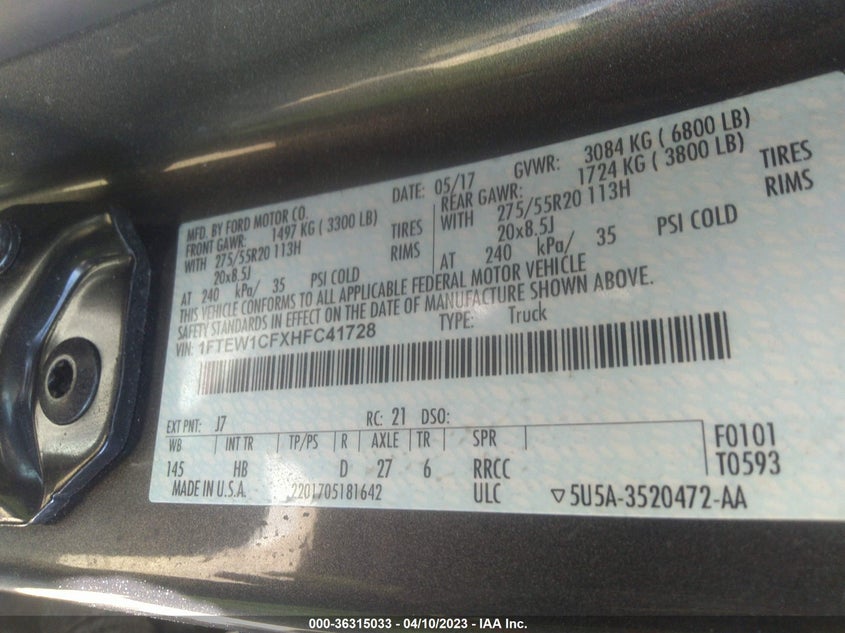 MFD. BY FORD MOTOR CO.
DATE: 05/17 GVWR: 3084 KG ( 6800 LB)
FRONT GAWR: 1497 KG ( 3300 LB)
WITH 275/55R20 113H TIRES
20x8.5J RIMS
AT 240 kPa/ 35 PSI COLD
REAR GAWR: 1724 KG ( 3800 LB)
WITH 275/55R20 113H TIRES
20x8.5J RIMS
AT 240 kPa/ 35 PSI COLD
THIS VEHICLE CONFORMS TO ALL APPLICABLE FEDERAL MOTOR VEHICLE
SAFETY STANDARDS IN EFFECT ON THE DATE OF MANUFACTURE SHOWN ABOVE.
VIN: 1FTEW1CFXHFC41728 TYPE: Truck
EXT PNT: J7 RC: 21 DSO:
WB INT TR TP/PS R AXLE TR SPR
145 HB D 27 6 RRCC
F0101
T0593
MADE IN U.S.A. 2201705181642 ULC ▽5U5A-3520472-AA
000-36315033 - 04/10/2023 - IAA Inc.